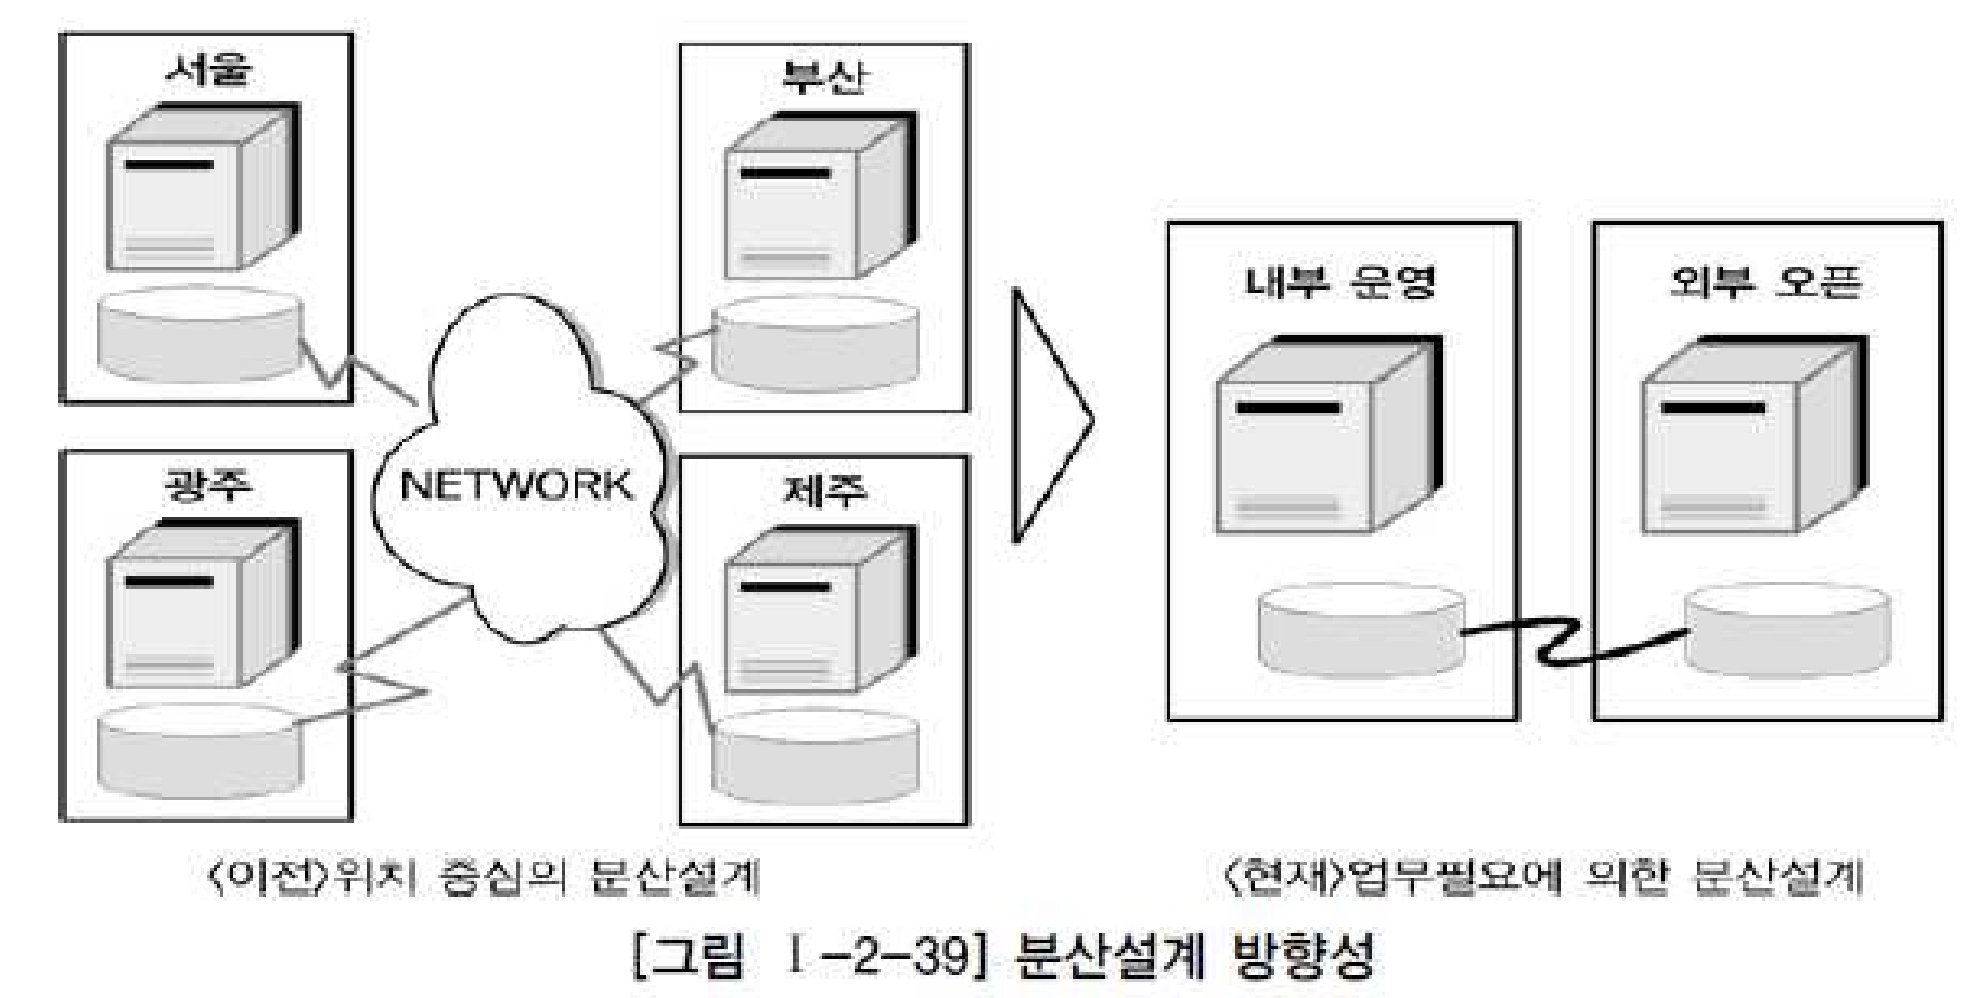 서울
부산
광주
NETWORK
제주
내부 운영
외부 오픈
<이전>위치 중심의 분산설계
<현재>업무필요에 의한 분산설계
[그림 Ⅰ-2-39] 분산설계 방향성